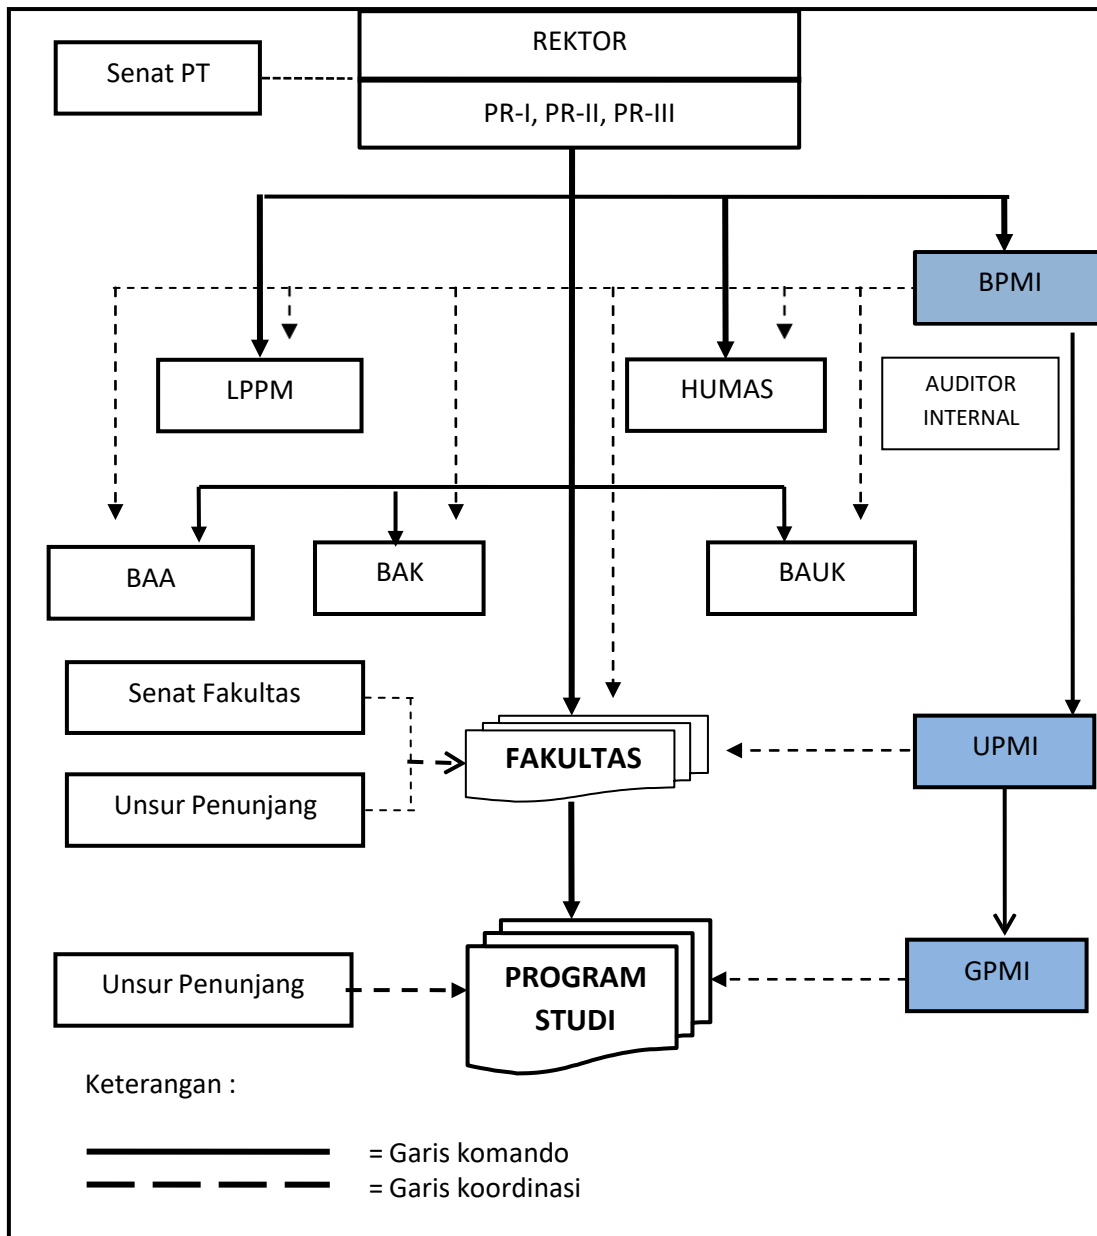 REKTOR
Senat PT
PR-I, PR-II, PR-III
BPMI
LPPM
HUMAS
AUDITOR
INTERNAL
BAA
BAK
BAUK
Senat Fakultas
FAKULTAS
UPMI
Unsur Penunjang
Unsur Penunjang
PROGRAM
STUDI
GPMI
Keterangan :
= Garis komando
= Garis koordinasi